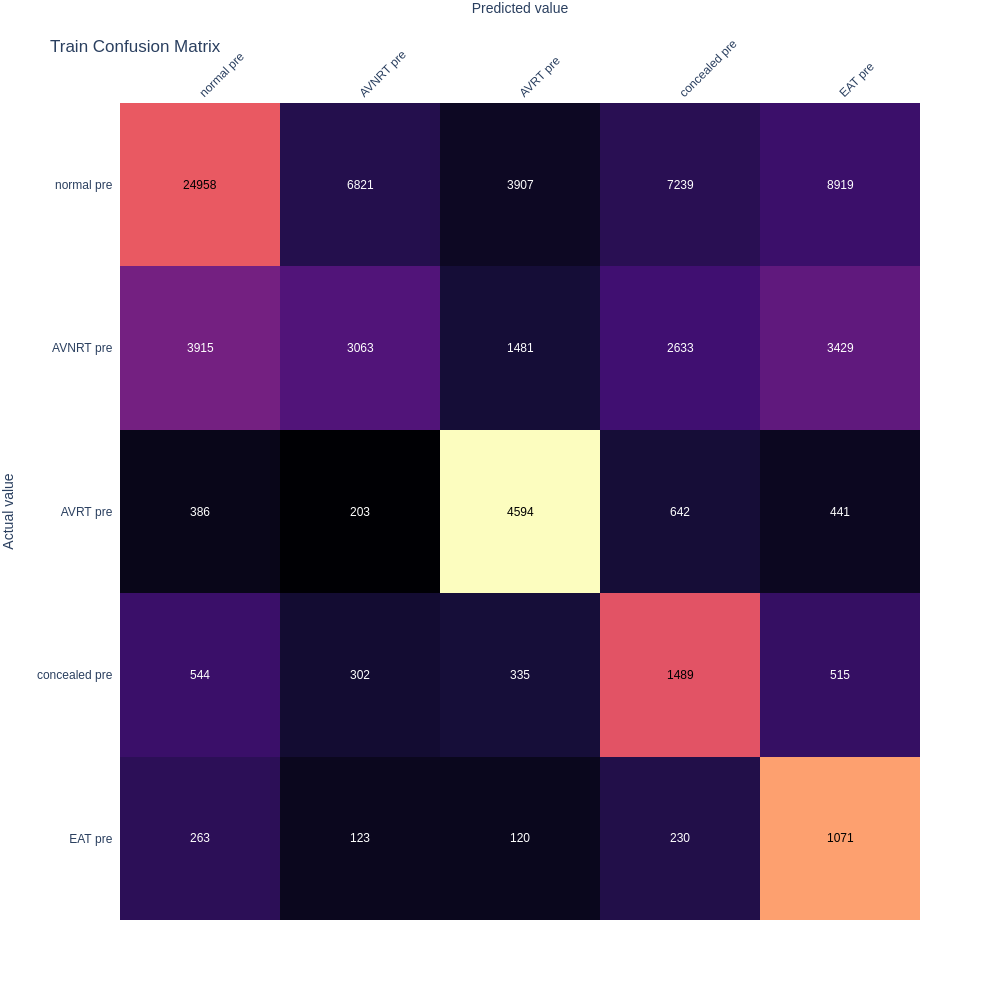 Predicted value
Train Confusion Matrix
normal pre AVNRT pre AVRT pre concealed pre EAT pre
normal pre 24958 6821 3907 7239 8919
AVNRT pre 3915 3063 1481 2633 3429
AVRT pre 386 203 4594 642 441
Actual value
concealed pre 544 302 335 1489 515
EAT pre 263 123 120 230 1071